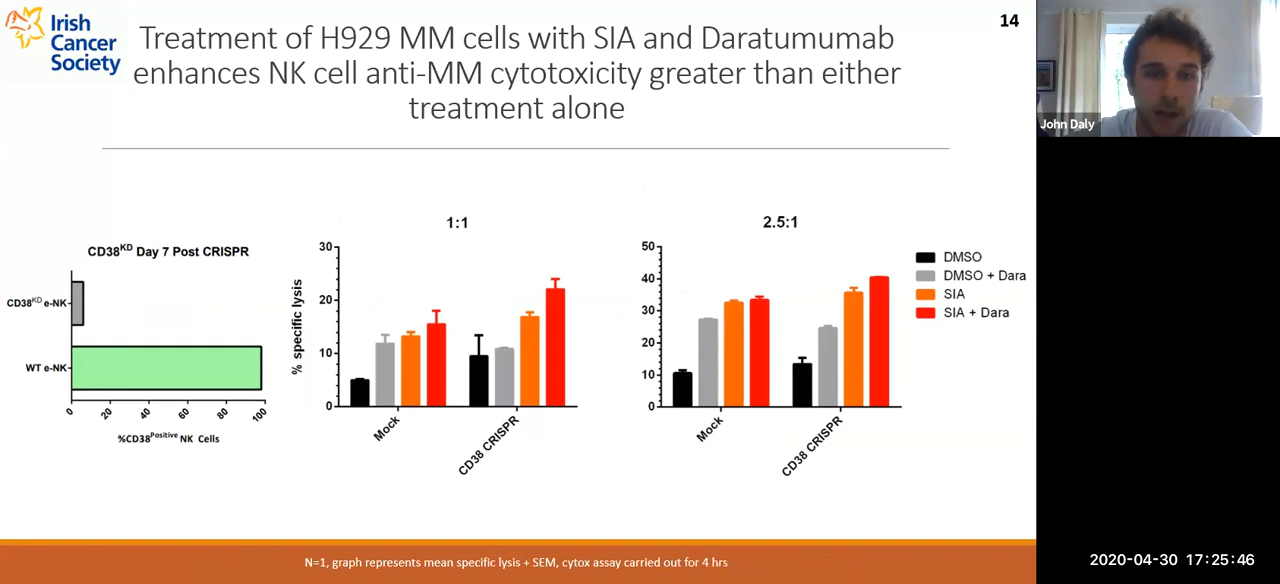 Irish
Cancer
Society
Treatment of H929 MM cells with SIA and Daratumumab
enhances NK cell anti-MM cytotoxicity greater than either
treatment alone
14
John Daly
CD38KD Day 7 Post CRISPR
CD38KD e-NK
WT e-NK
0 20 40 60 80 100
%CD38Positive NK Cells
1:1
% specific lysis
30
20
10
0
Mock
CD38 CRISPR
2.5:1
50
40
30
20
10
0
Mock
CD38 CRISPR
DMSO
DMSO + Dara
SIA
SIA + Dara
N=1, graph represents mean specific lysis + SEM, cytox assay carried out for 4 hrs
2020-04-30 17:25:46